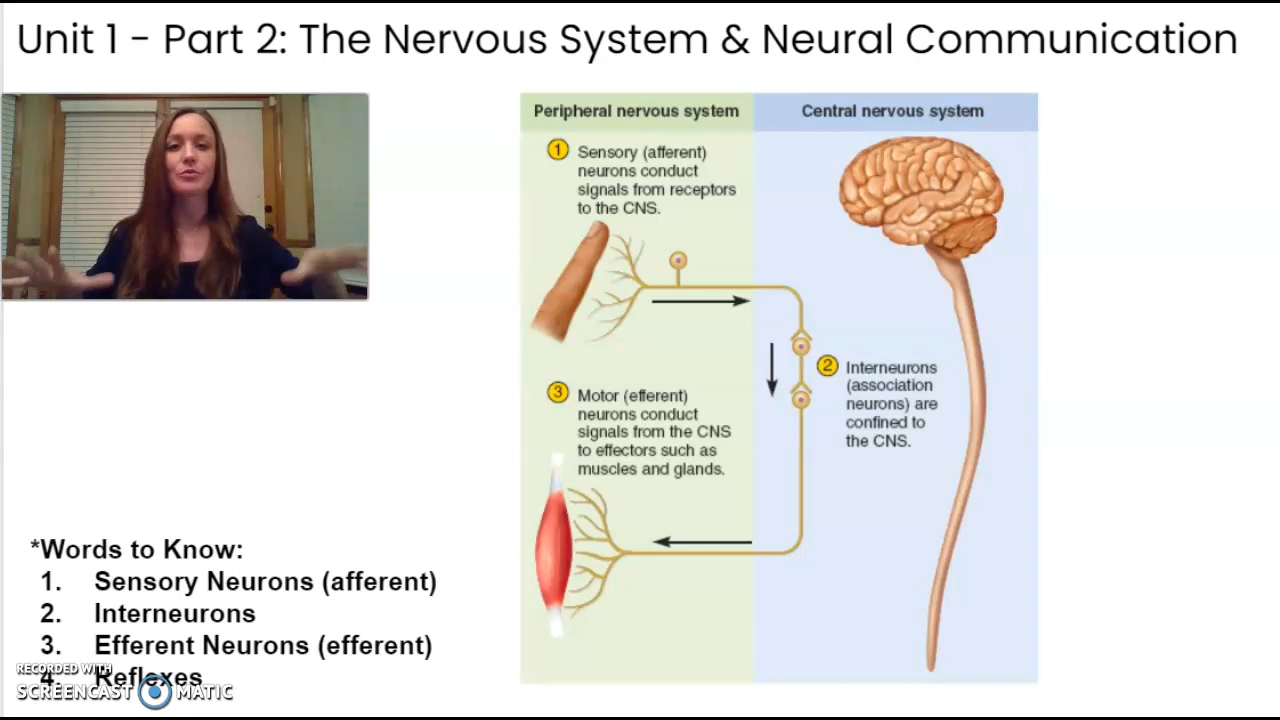 Unit 1 - Part 2: The Nervous System & Neural Communication
Peripheral nervous system
Central nervous system
1 Sensory (afferent)
neurons conduct
signals from receptors
to the CNS.
2 Interneurons
(association
neurons) are
confined to
the CNS.
3 Motor (efferent)
neurons conduct
signals from the CNS
to effectors such as
muscles and glands.
*Words to Know:
1. Sensory Neurons (afferent)
2. Interneurons
3. Efferent Neurons (efferent)
4. Reflexes
RECORDED WITH
SCREENCAST MATIC